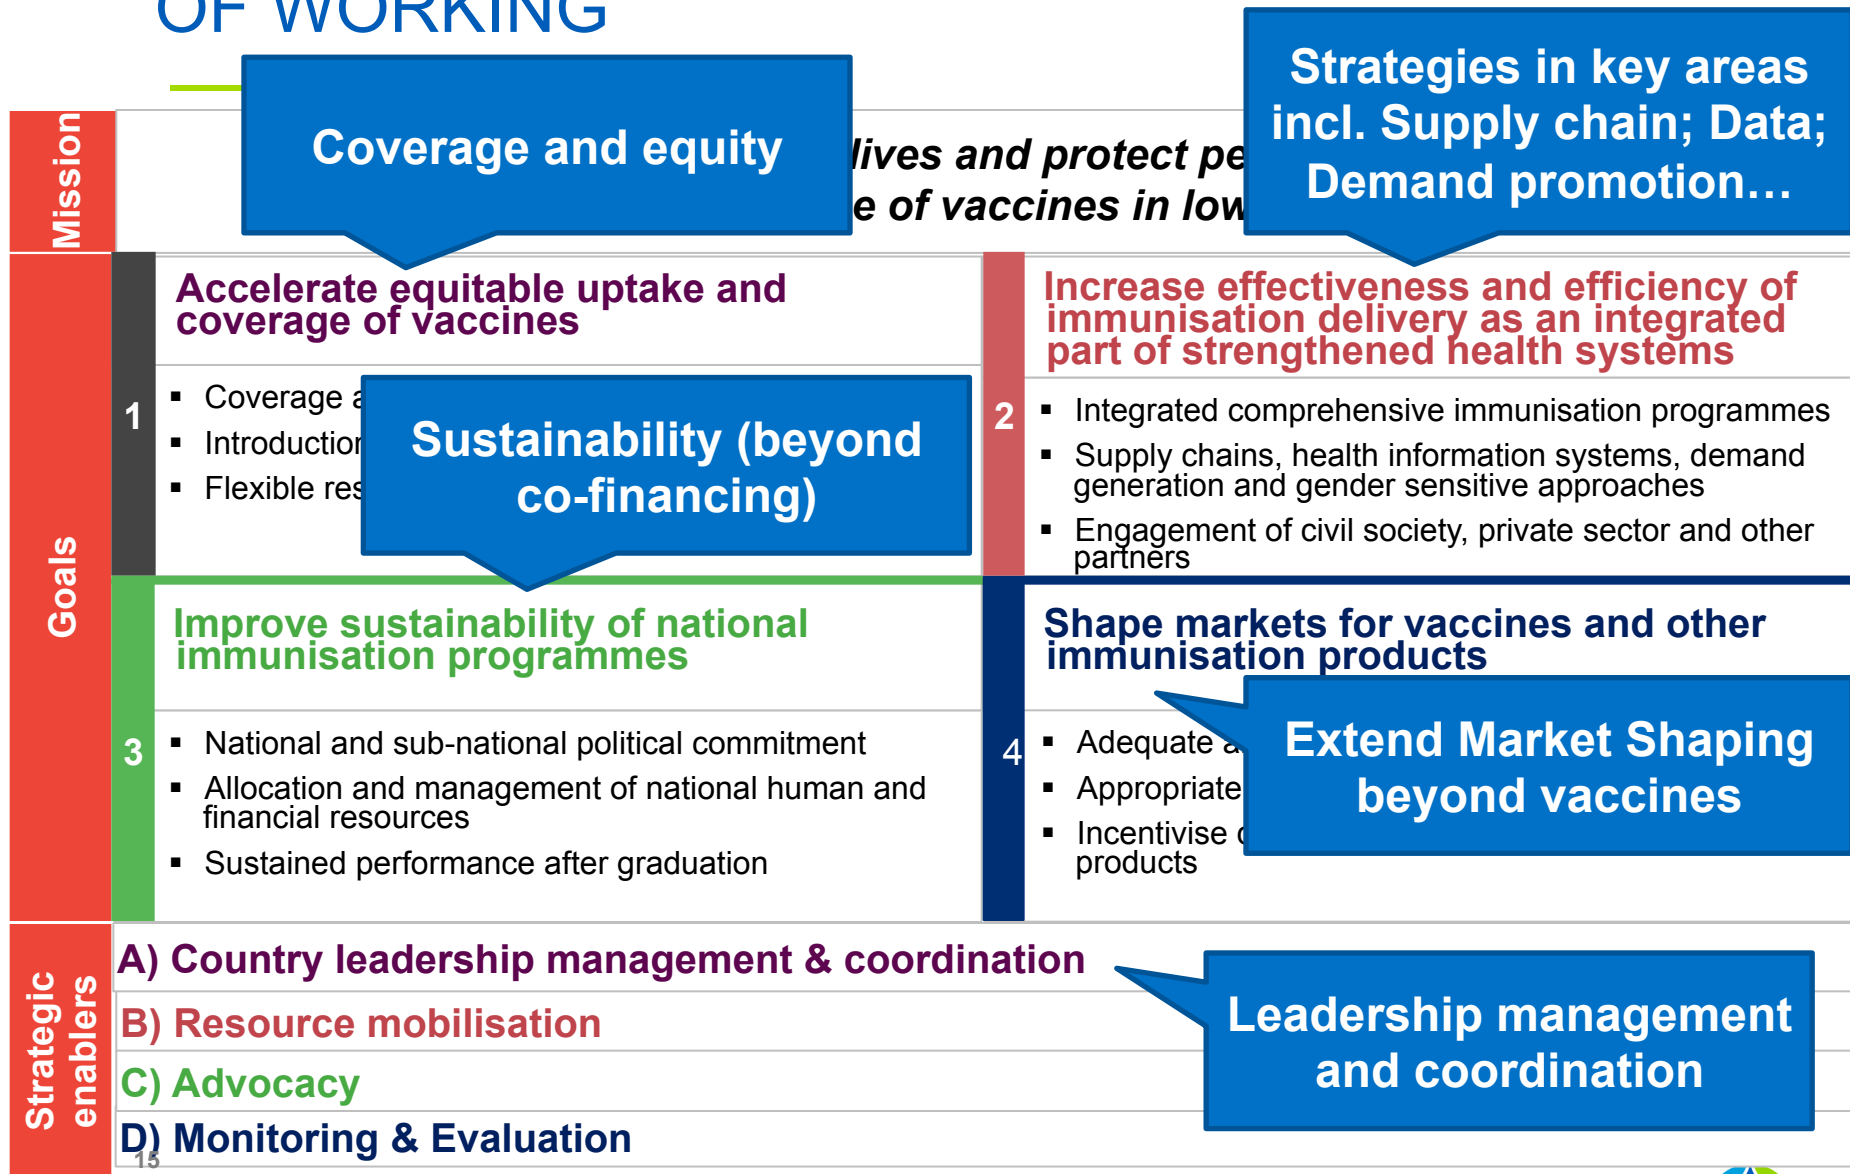 OF WORKING
Coverage and equity
Strategies in key areas
incl. Supply chain; Data;
Demand promotion…
Mission
lives and protect
of vaccines in
Goals
1
Accelerate equitable uptake and
coverage of vaccines
Coverage
Introduction
Flexible
Sustainability (beyond
co-financing)
2
Increase effectiveness and efficiency of
immunisation delivery as an integrated
part of strengthened health systems
Integrated comprehensive immunisation programmes
Supply chains, health information systems, demand
generation and gender sensitive approaches
Engagement of civil society, private sector and other
partners
3
Improve sustainability of national
immunisation programmes
National and sub-national political commitment
Allocation and management of national human and
financial resources
Sustained performance after graduation
4
Shape markets for vaccines and other
immunisation products
Adequate
Appropriate
Incentivise
products
Extend Market Shaping
beyond vaccines
Strategic
enablers
A) Country leadership management & coordination
B) Resource mobilisation
C) Advocacy
D) Monitoring & Evaluation
Leadership management
and coordination
15